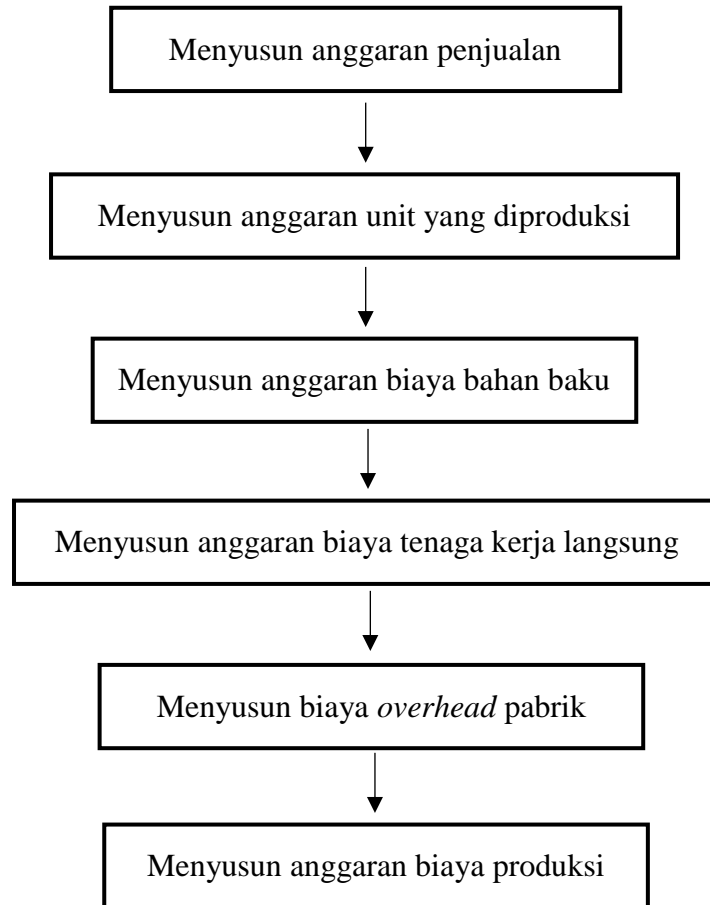 Menyusun anggaran penjualan
Menyusun anggaran unit yang diproduksi
Menyusun anggaran biaya bahan baku
Menyusun anggaran biaya tenaga kerja langsung
Menyusun biaya overhead pabrik
Menyusun anggaran biaya produksi